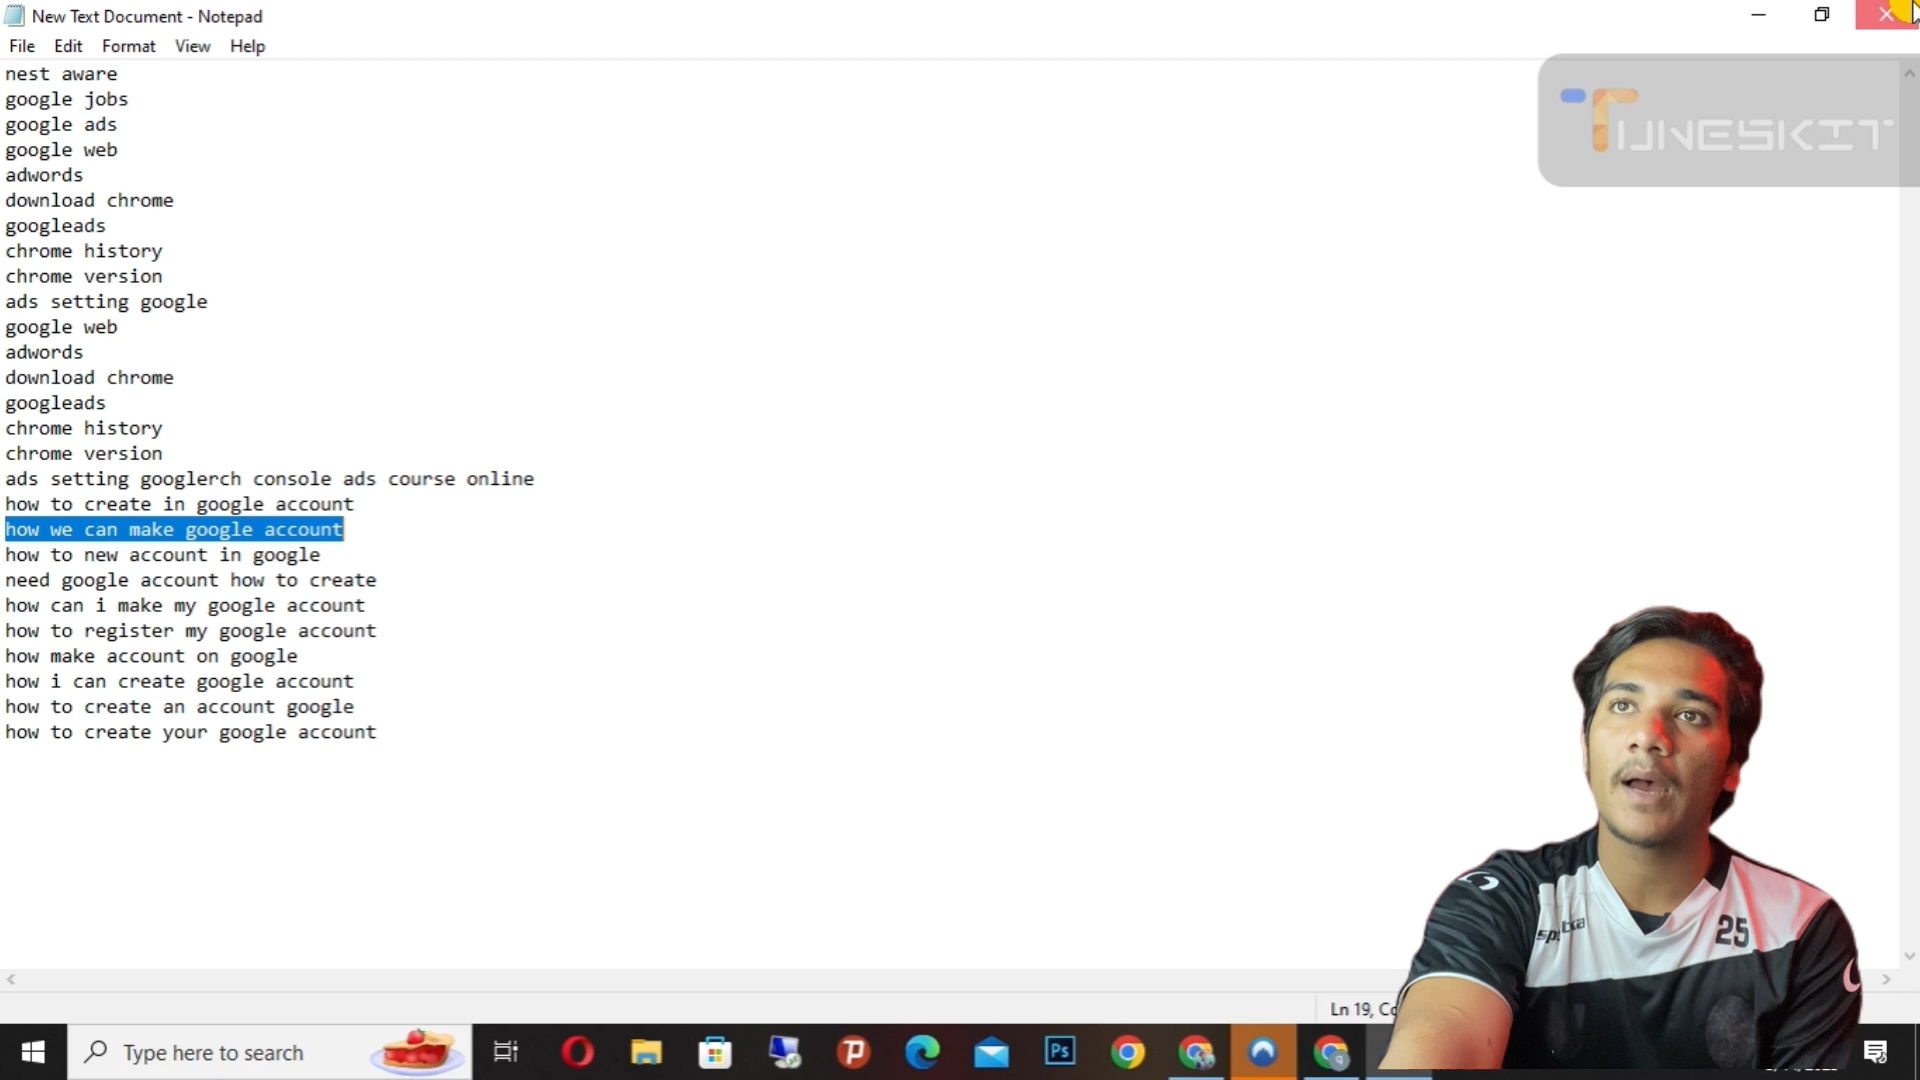 New Text Document - Notepad
File Edit Format View Help
nest aware
google jobs
google ads
google web
adwords
download chrome
googleads
chrome history
chrome version
ads setting google
google web
adwords
download chrome
googleads
chrome history
chrome version
ads setting googlerch console ads course online
how to create in google account
how we can make google account
how to new account in google
need google account how to create
how can i make my google account
how to register my google account
how make account on google
how i can create google account
how to create an account google
how to create your google account
TUNESKIT
25
Ln 19,
Type here to search
Ps